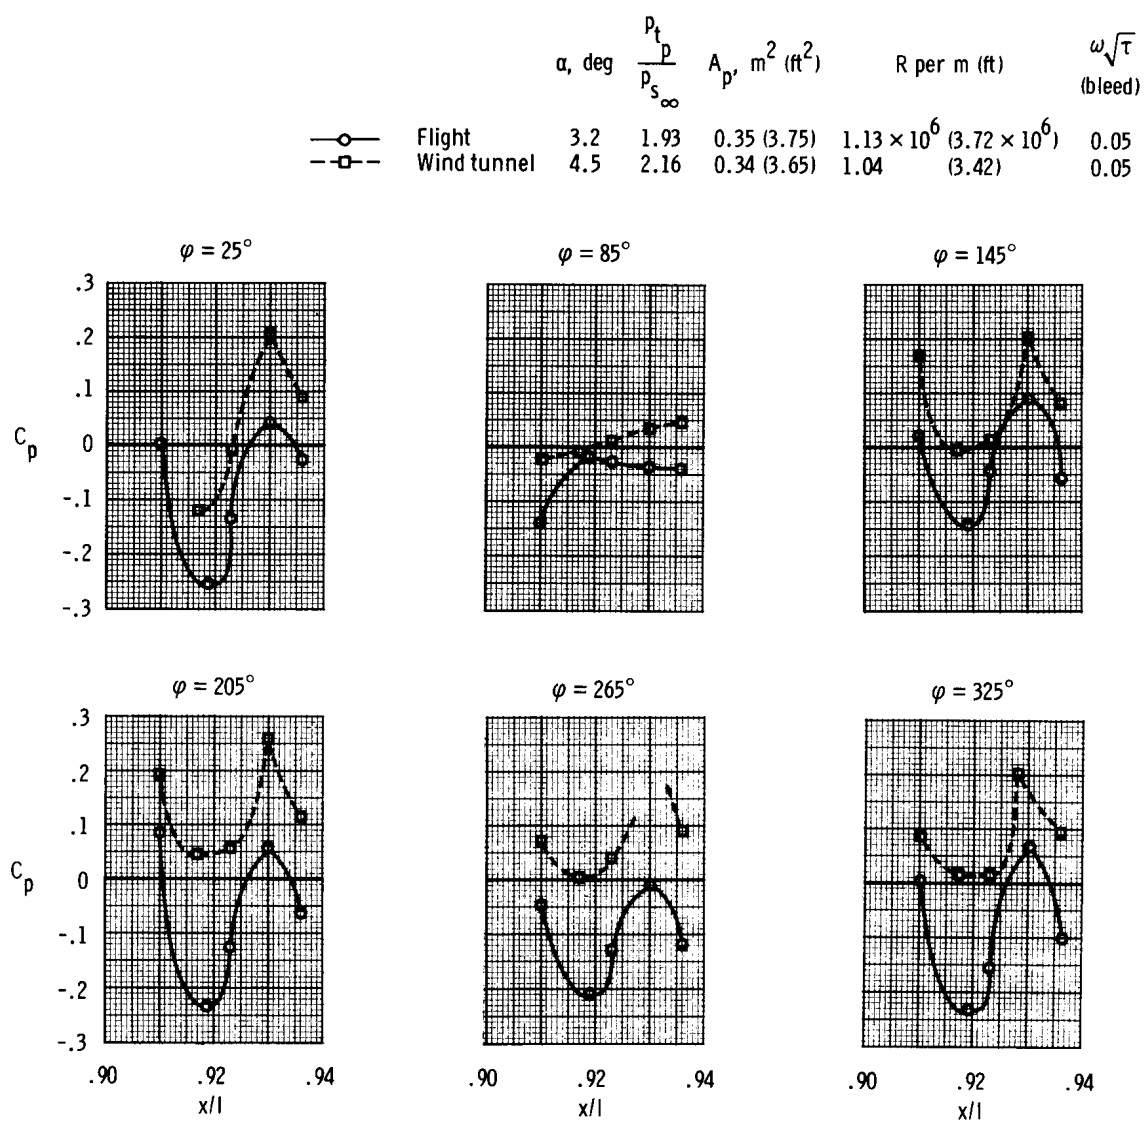 α, deg p_t_p / p_s_∞ A_p, m² (ft²) R per m (ft) ω√τ (bleed)
Flight 3.2 1.93 0.35 (3.75) 1.13 × 10⁶ (3.72 × 10⁶) 0.05
Wind tunnel 4.5 2.16 0.34 (3.65) 1.04 (3.42) 0.05
φ = 25° φ = 85° φ = 145°
.3
.2
.1
C_p 0
-.1
-.2
-.3
φ = 205° φ = 265° φ = 325°
.3
.2
.1
C_p 0
-.1
-.2
-.3
.90 .92 .94 .90 .92 .94 .90 .92 .94
x/l x/l x/l